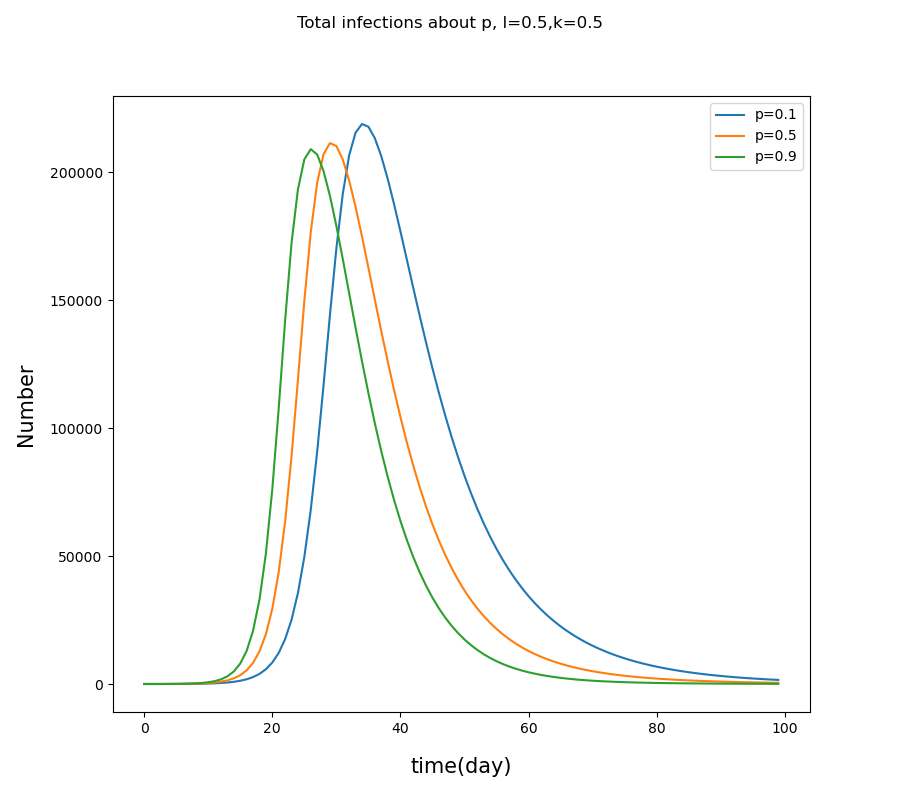 Total infections about p, l=0.5,k=0.5
p=0.1
p=0.5
p=0.9
200000
150000
100000
50000
0
Number
0 20 40 60 80 100
time(day)